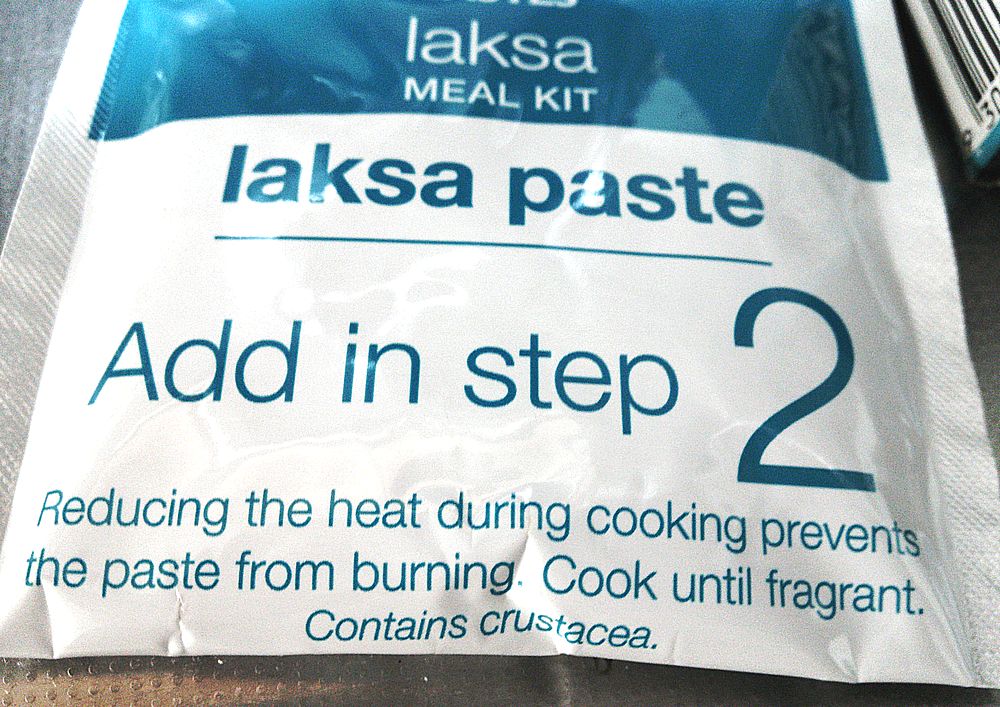 laksa
MEAL KIT
laksa paste
Add in step 2
Reducing the heat during cooking prevents
the paste from burning. Cook until fragrant.
Contains crustacea.
30